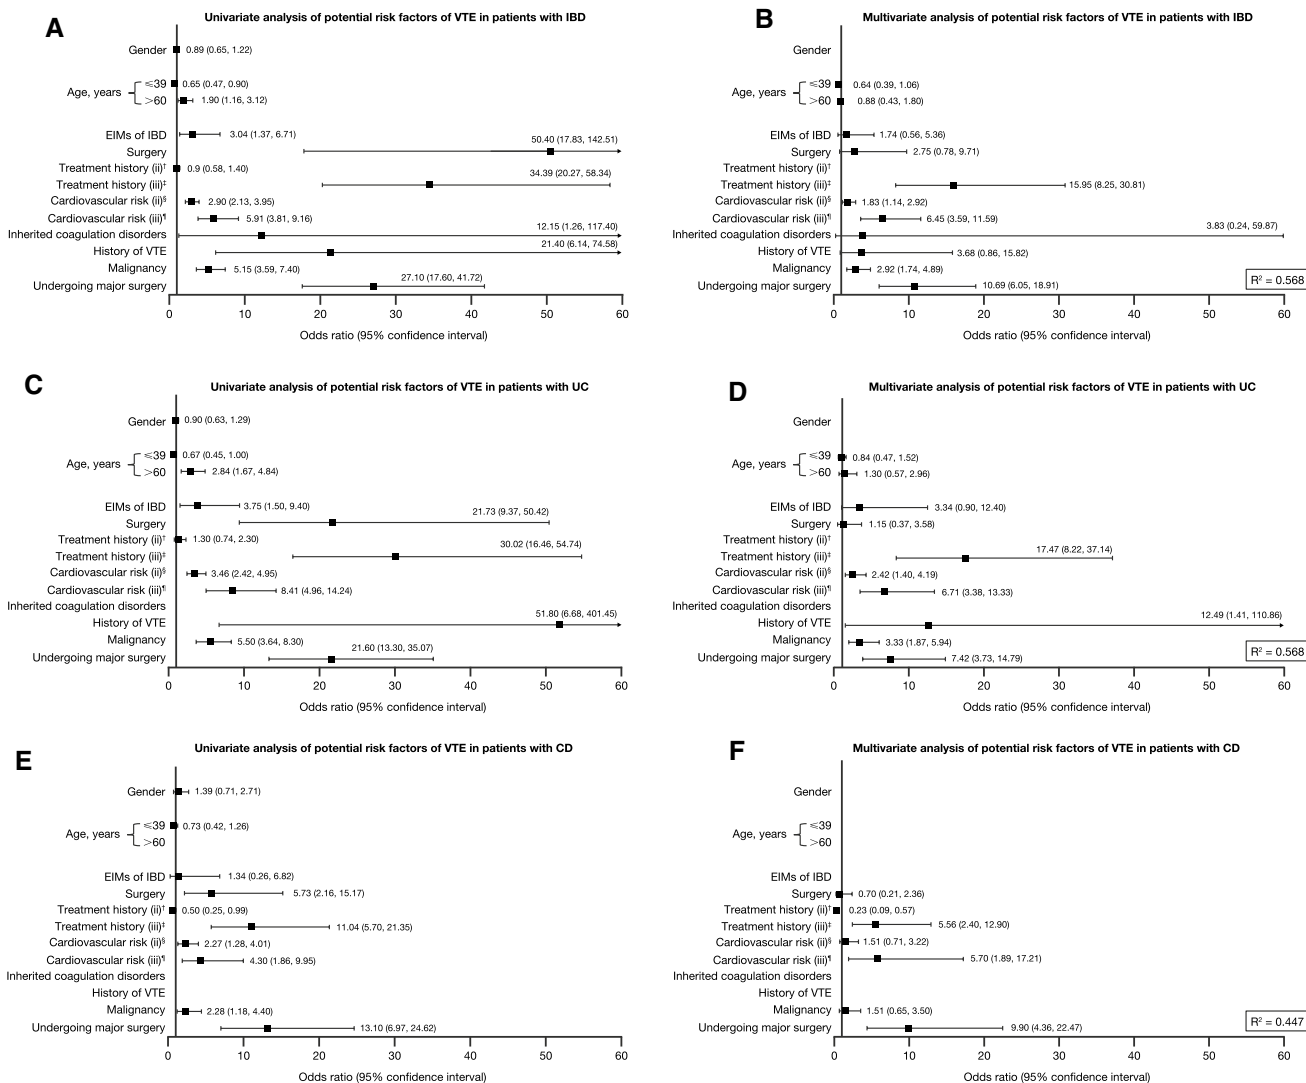 A
Univariate analysis of potential risk factors of VTE in patients with IBD
Gender 0.89 (0.65, 1.22)
Age, years ≤39 0.65 (0.47, 0.90)
>60 1.90 (1.16, 3.12)
EIMs of IBD 3.04 (1.37, 6.71)
Surgery 50.40 (17.83, 142.51)
Treatment history (ii)† 0.9 (0.58, 1.40)
Treatment history (iii)‡ 34.39 (20.27, 58.34)
Cardiovascular risk (ii)§ 2.90 (2.13, 3.95)
Cardiovascular risk (iii)¶ 5.91 (3.81, 9.16)
Inherited coagulation disorders 12.15 (1.26, 117.40)
History of VTE 21.40 (6.14, 74.58)
Malignancy 5.15 (3.59, 7.40)
Undergoing major surgery 27.10 (17.60, 41.72)
0 10 20 30 40 50 60
Odds ratio (95% confidence interval)
B
Multivariate analysis of potential risk factors of VTE in patients with IBD
Gender
Age, years ≤39 0.64 (0.39, 1.06)
>60 0.88 (0.43, 1.80)
EIMs of IBD 1.74 (0.56, 5.36)
Surgery 2.75 (0.78, 9.71)
Treatment history (ii)†
Treatment history (iii)‡ 15.95 (8.25, 30.81)
Cardiovascular risk (ii)§ 1.83 (1.14, 2.92)
Cardiovascular risk (iii)¶ 6.45 (3.59, 11.59)
Inherited coagulation disorders 3.83 (0.24, 59.87)
History of VTE 3.68 (0.86, 15.82)
Malignancy 2.92 (1.74, 4.89)
Undergoing major surgery 10.69 (6.05, 18.91)
R² = 0.568
0 10 20 30 40 50 60
Odds ratio (95% confidence interval)
C
Univariate analysis of potential risk factors of VTE in patients with UC
Gender 0.90 (0.63, 1.29)
Age, years ≤39 0.67 (0.45, 1.00)
>60 2.84 (1.67, 4.84)
EIMs of IBD 3.75 (1.50, 9.40)
Surgery 21.73 (9.37, 50.42)
Treatment history (ii)† 1.30 (0.74, 2.30)
Treatment history (iii)‡ 30.02 (16.46, 54.74)
Cardiovascular risk (ii)§ 3.46 (2.42, 4.95)
Cardiovascular risk (iii)¶ 8.41 (4.96, 14.24)
Inherited coagulation disorders
History of VTE 51.80 (6.68, 401.45)
Malignancy 5.50 (3.64, 8.30)
Undergoing major surgery 21.60 (13.30, 35.07)
0 10 20 30 40 50 60
Odds ratio (95% confidence interval)
D
Multivariate analysis of potential risk factors of VTE in patients with UC
Gender
Age, years ≤39 0.84 (0.47, 1.52)
>60 1.30 (0.57, 2.96)
EIMs of IBD 3.34 (0.90, 12.40)
Surgery 1.15 (0.37, 3.58)
Treatment history (ii)†
Treatment history (iii)‡ 17.47 (8.22, 37.14)
Cardiovascular risk (ii)§ 2.42 (1.40, 4.19)
Cardiovascular risk (iii)¶ 6.71 (3.38, 13.33)
Inherited coagulation disorders
History of VTE 12.49 (1.41, 110.86)
Malignancy 3.33 (1.87, 5.94)
Undergoing major surgery 7.42 (3.73, 14.79)
R² = 0.568
0 10 20 30 40 50 60
Odds ratio (95% confidence interval)
E
Univariate analysis of potential risk factors of VTE in patients with CD
Gender 1.39 (0.71, 2.71)
Age, years ≤39 0.73 (0.42, 1.26)
>60
EIMs of IBD 1.34 (0.26, 6.82)
Surgery 5.73 (2.16, 15.17)
Treatment history (ii)† 0.50 (0.25, 0.99)
Treatment history (iii)‡ 11.04 (5.70, 21.35)
Cardiovascular risk (ii)§ 2.27 (1.28, 4.01)
Cardiovascular risk (iii)¶ 4.30 (1.86, 9.95)
Inherited coagulation disorders
History of VTE
Malignancy 2.28 (1.18, 4.40)
Undergoing major surgery 13.10 (6.97, 24.62)
0 10 20 30 40 50 60
Odds ratio (95% confidence interval)
F
Multivariate analysis of potential risk factors of VTE in patients with CD
Gender
Age, years ≤39
>60
EIMs of IBD
Surgery 0.70 (0.21, 2.36)
Treatment history (ii)† 0.23 (0.09, 0.57)
Treatment history (iii)‡ 5.56 (2.40, 12.90)
Cardiovascular risk (ii)§ 1.51 (0.71, 3.22)
Cardiovascular risk (iii)¶ 5.70 (1.89, 17.21)
Inherited coagulation disorders
History of VTE
Malignancy 1.51 (0.65, 3.50)
Undergoing major surgery 9.90 (4.36, 22.47)
R² = 0.447
0 10 20 30 40 50 60
Odds ratio (95% confidence interval)